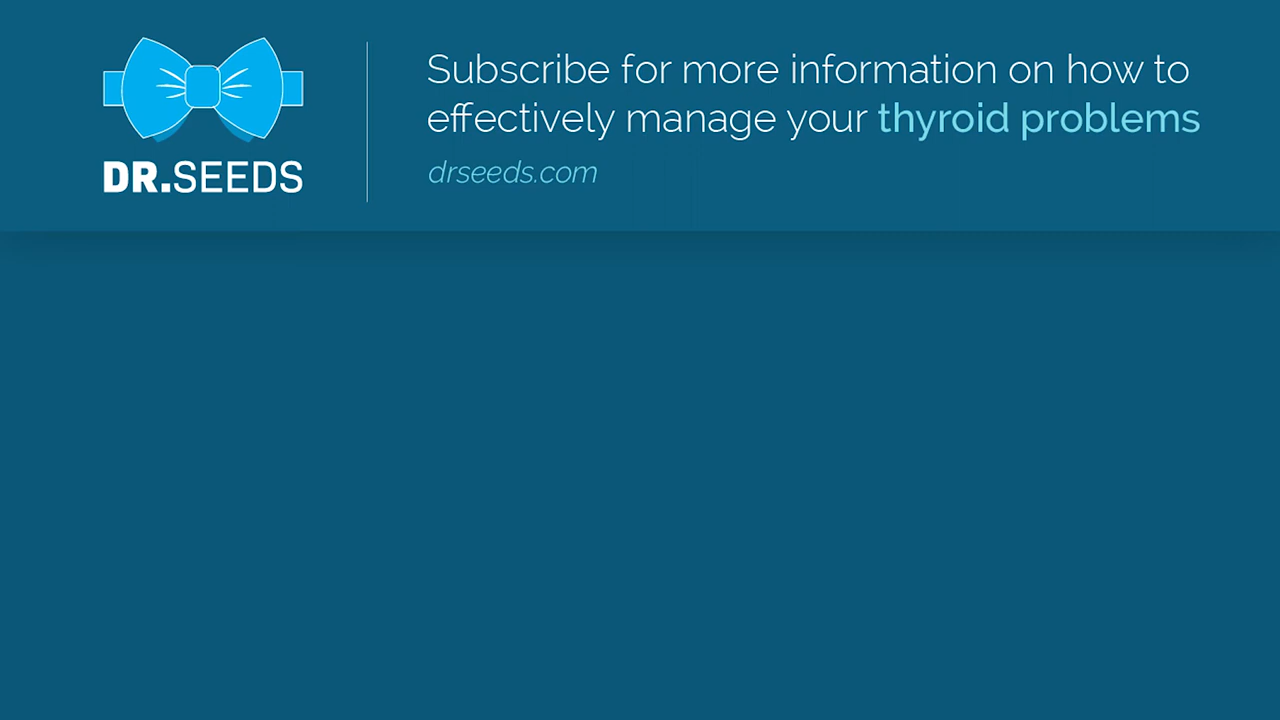 DR.SEEDS
Subscribe for more information on how to
effectively manage your thyroid problems
drseeds.com